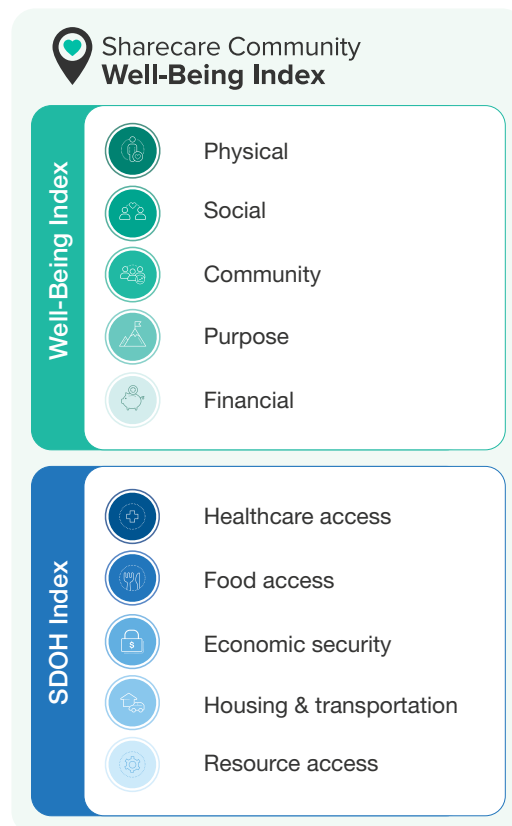 Sharecare Community
Well-Being Index
Well-Being Index
Physical
Social
Community
Purpose
Financial
SDOH Index
Healthcare access
Food access
Economic security
$
Housing & transportation
Resource access